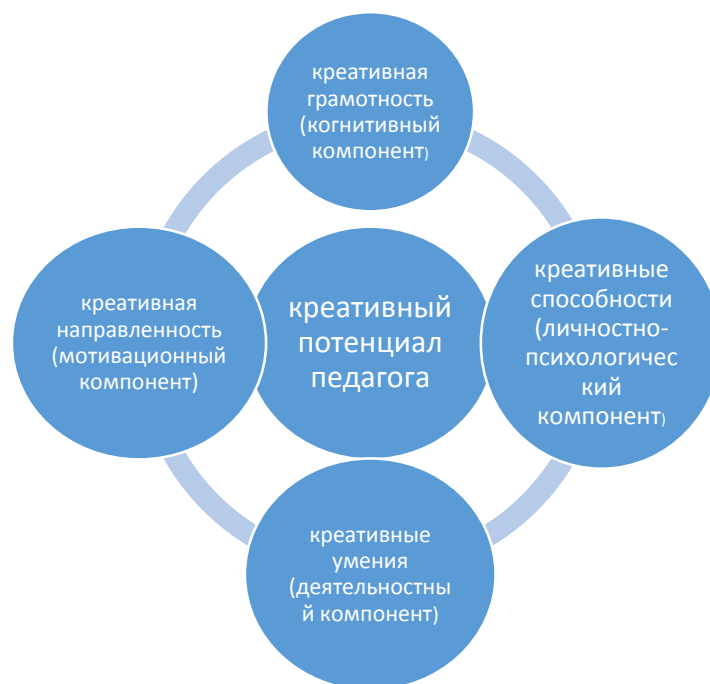 креативная
грамотность
(когнитивный
компонент)
креативная
направленность
(мотивационный
компонент)
креативный
потенциал
педагога
креативные
способности
(личностно-
психологичес
кий
компонент)
креативные
умения
(деятельностны
й компонент)